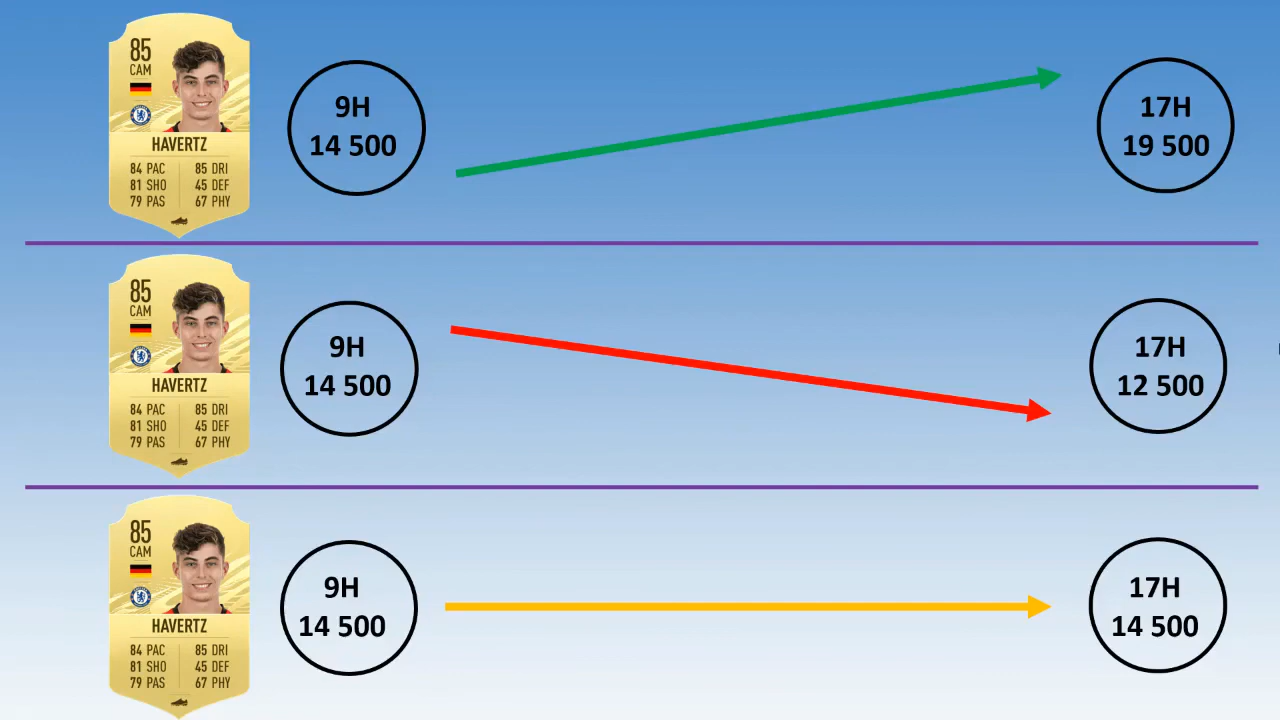 85
CAM
HAVERTZ
84 PAC 85 DRI
81 SHO 45 DEF
79 PAS 67 PHY
9H
14 500
17H
19 500
85
CAM
HAVERTZ
84 PAC 85 DRI
81 SHO 45 DEF
79 PAS 67 PHY
9H
14 500
17H
12 500
85
CAM
HAVERTZ
84 PAC 85 DRI
81 SHO 45 DEF
79 PAS 67 PHY
9H
14 500
17H
14 500